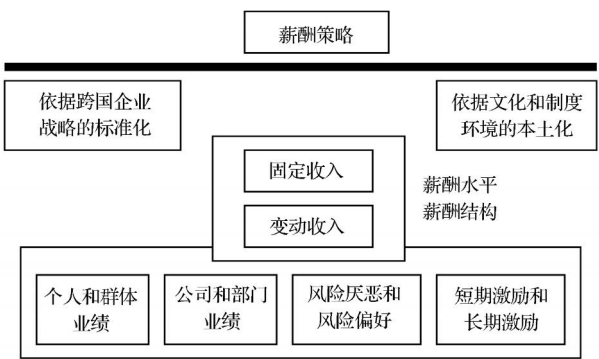 薪酬策略
依据跨国企业
战略的标准化
依据文化和制度
环境的本土化
固定收入
变动收入
薪酬水平
薪酬结构
个人和群体
业绩
公司和部门
业绩
风险厌恶和
风险偏好
短期激励和
长期激励